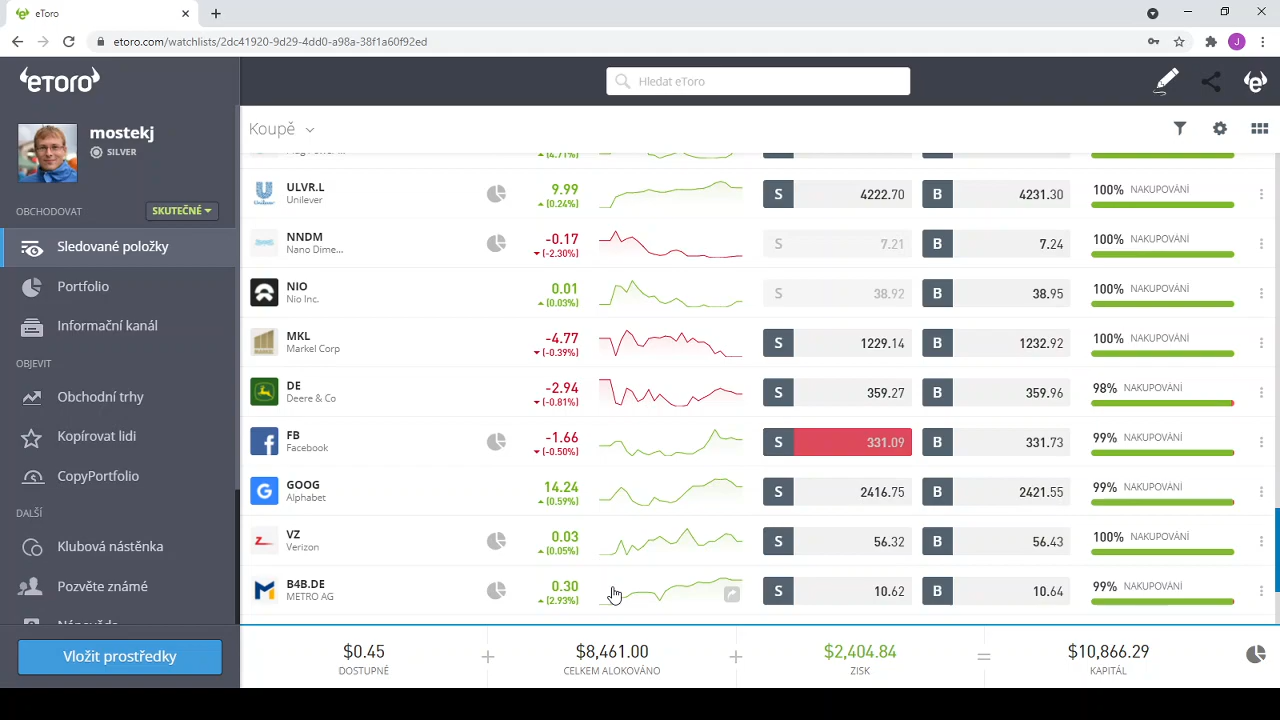 eToro
etoro.com/watchlists/2dc41920-9d29-4dd0-a98a-38f1a60f92ed
J
eTORO
Hledat eToro
mostekj
SILVER
OBCHODOVAT
SKUTEČNÉ
Sledované položky
Portfolio
Informační kanál
OBJEVIT
Obchodní trhy
Kopírovat lidi
CopyPortfolio
DALŠÍ
Klubová nástěnka
Pozvěte známé
Vložit prostředky
Koupě
(4.71%)
ULVR.L
Unilever
9.99
(0.24%)
S 4222.70
B 4231.30
100% NAKUPOVÁNÍ
NNDM
Nano Dime...
-0.17
(-2.30%)
S 7.21
B 7.24
100% NAKUPOVÁNÍ
NIO
Nio Inc.
0.01
(0.03%)
S 38.92
B 38.95
100% NAKUPOVÁNÍ
MKL
Markel Corp
-4.77
(-0.39%)
S 1229.14
B 1232.92
100% NAKUPOVÁNÍ
DE
Deere & Co
-2.94
(-0.81%)
S 359.27
B 359.96
98% NAKUPOVÁNÍ
FB
Facebook
-1.66
(-0.50%)
S 331.09
B 331.73
99% NAKUPOVÁNÍ
GOOG
Alphabet
14.24
(0.59%)
S 2416.75
B 2421.55
99% NAKUPOVÁNÍ
VZ
Verizon
0.03
(0.05%)
S 56.32
B 56.43
100% NAKUPOVÁNÍ
B4B.DE
METRO AG
0.30
(2.93%)
S 10.62
B 10.64
99% NAKUPOVÁNÍ
$0.45 + $8,461.00 + $2,404.84 = $10,866.29
DOSTUPNÉ CELKEM ALOKOVÁNO ZISK KAPITÁL